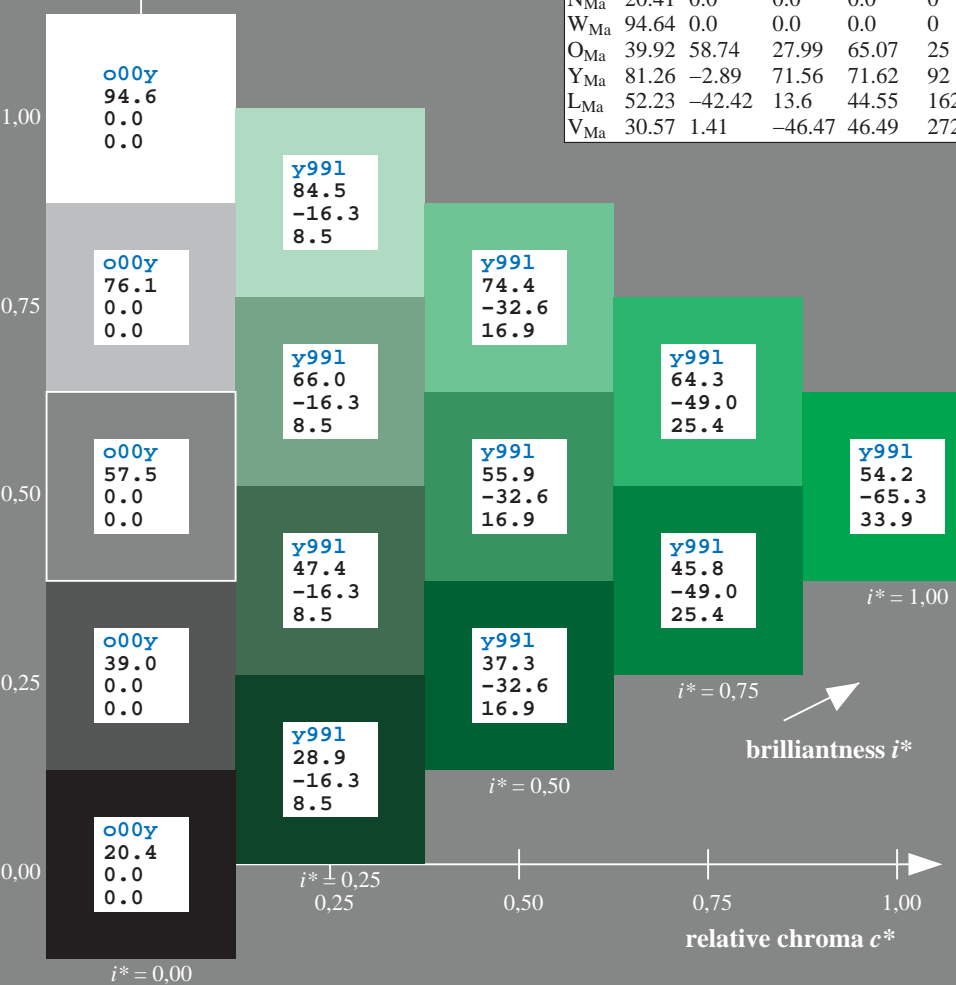 N Ma 20.41 0.0 0.0 0.0 0
W Ma 94.64 0.0 0.0 0.0 0
O Ma 39.92 58.74 27.99 65.07 25
Y Ma 81.26 –2.89 71.56 71.62 92
L Ma 52.23 –42.42 13.6 44.55 162
V Ma 30.57 1.41 –46.47 46.49 272
o00y
94.6
0.0
0.0
1,00
y99l
84.5
-16.3
8.5
o00y
76.1
0.0
0.0
y99l
74.4
-32.6
16.9
0,75
y99l
66.0
-16.3
8.5
y99l
64.3
-49.0
25.4
o00y
57.5
0.0
0.0
y99l
55.9
-32.6
16.9
y99l
54.2
-65.3
33.9
0,50
y99l
47.4
-16.3
8.5
y99l
45.8
-49.0
25.4
i* = 1,00
o00y
39.0
0.0
0.0
y99l
37.3
-32.6
16.9
0,25
i* = 0,75
y99l
28.9
-16.3
8.5
brilliantness i*
i* = 0,50
o00y
20.4
0.0
0.0
0,00
i* = 0,25
0,25
0,50
0,75
1,00
relative chroma c*
i* = 0,00